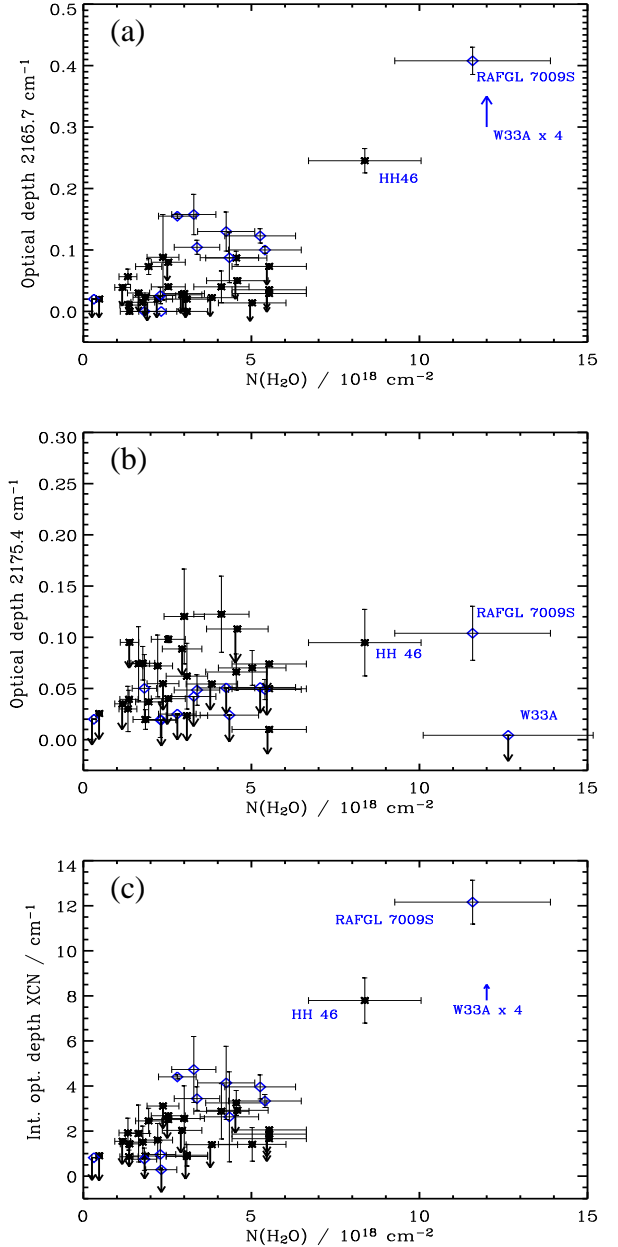 (a)
0.5
0.4
0.3
0.2
0.1
0.0
Optical depth 2165.7 cm⁻¹
RAFGL 7009S
W33A x 4
HH46
0 5 10 15
N(H₂O) / 10¹⁸ cm⁻²
(b)
0.30
0.25
0.20
0.15
0.10
0.05
0.00
Optical depth 2175.4 cm⁻¹
RAFGL 7009S
HH 46
W33A
0 5 10 15
N(H₂O) / 10¹⁸ cm⁻²
(c)
14
12
10
8
6
4
2
0
Int. opt. depth XCN / cm⁻¹
RAFGL 7009S
HH 46
W33A x 4
0 5 10 15
N(H₂O) / 10¹⁸ cm⁻²